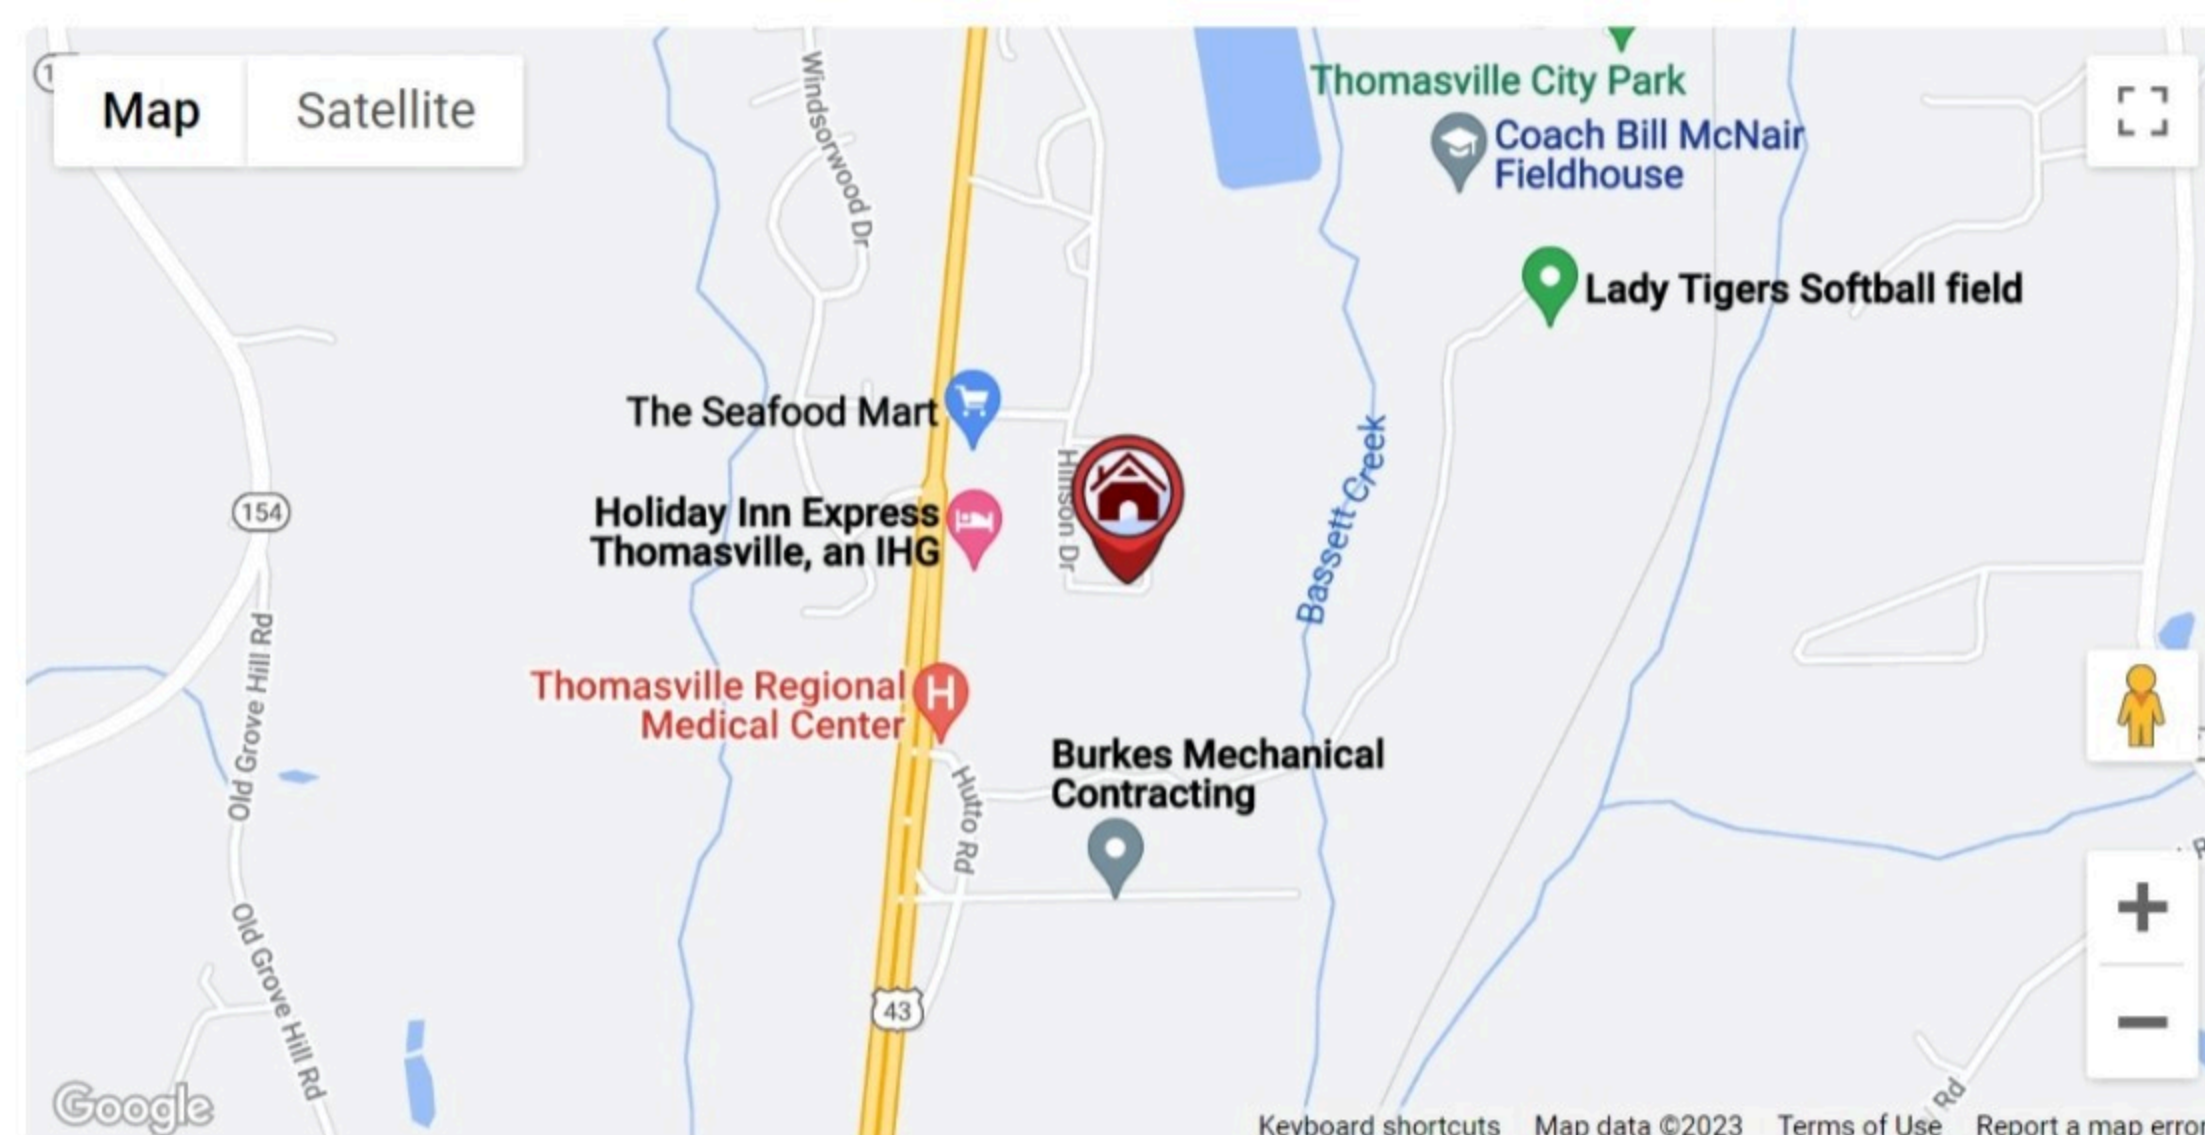 Map
Satellite
Windsorwood Dr
Thomasville City Park
Coach Bill McNair
Fieldhouse
Lady Tigers Softball field
The Seafood Mart
Holiday Inn Express
Thomasville, an IHG
154
Bassett Creek
Old Grove Hill Rd
Thomasville Regional
Medical Center
H
Burkes Mechanical
Contracting
Hutto Rd
Old Grove Hill Rd
43
Rd
Google
Keyboard shortcuts
Map data ©2023
Terms of Use
Report a map error